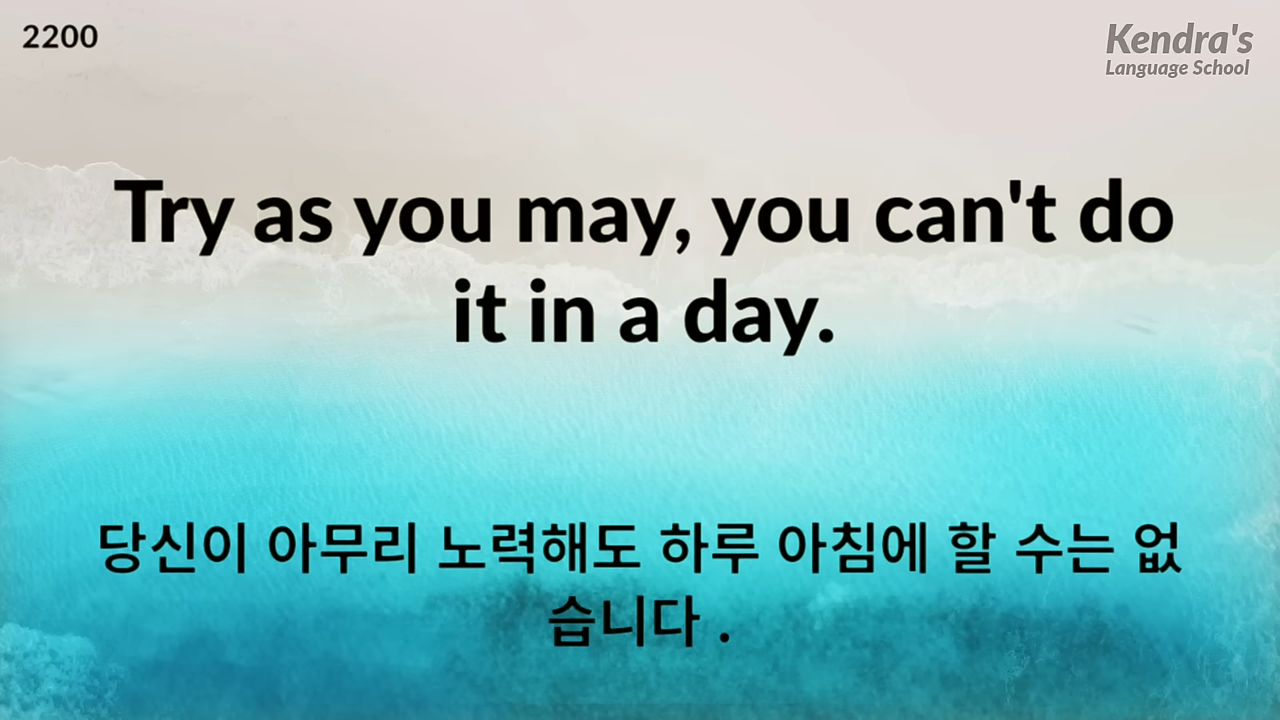 2200
Kendra's
Language School
Try as you may, you can't do
it in a day.
당신이 아무리 노력해도 하루 아침에 할 수는 없
습니다 .